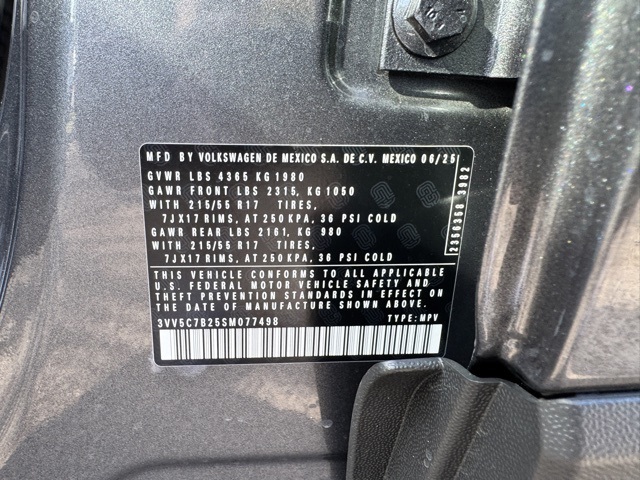 MFD BY VOLKSWAGEN DE MEXICO S.A. DE C.V. MEXICO 06/25
GVWR LBS 4365 KG 1980
GAWR FRONT LBS 2315, KG 1050
WITH 215/55 R17 TIRES,
7JX17 RIMS, AT 250 KPA, 36 PSI COLD
GAWR REAR LBS 2161, KG 980
WITH 215/55 R17 TIRES,
7JX17 RIMS, AT 250 KPA, 36 PSI COLD
THIS VEHICLE CONFORMS TO ALL APPLICABLE
U.S. FEDERAL MOTOR VEHICLE SAFETY AND
THEFT PREVENTION STANDARDS IN EFFECT ON
THE DATE OF MANUFACTURE SHOWN ABOVE.
3VV5C7B25SM077498 TYPE: MPV
2356358 3982